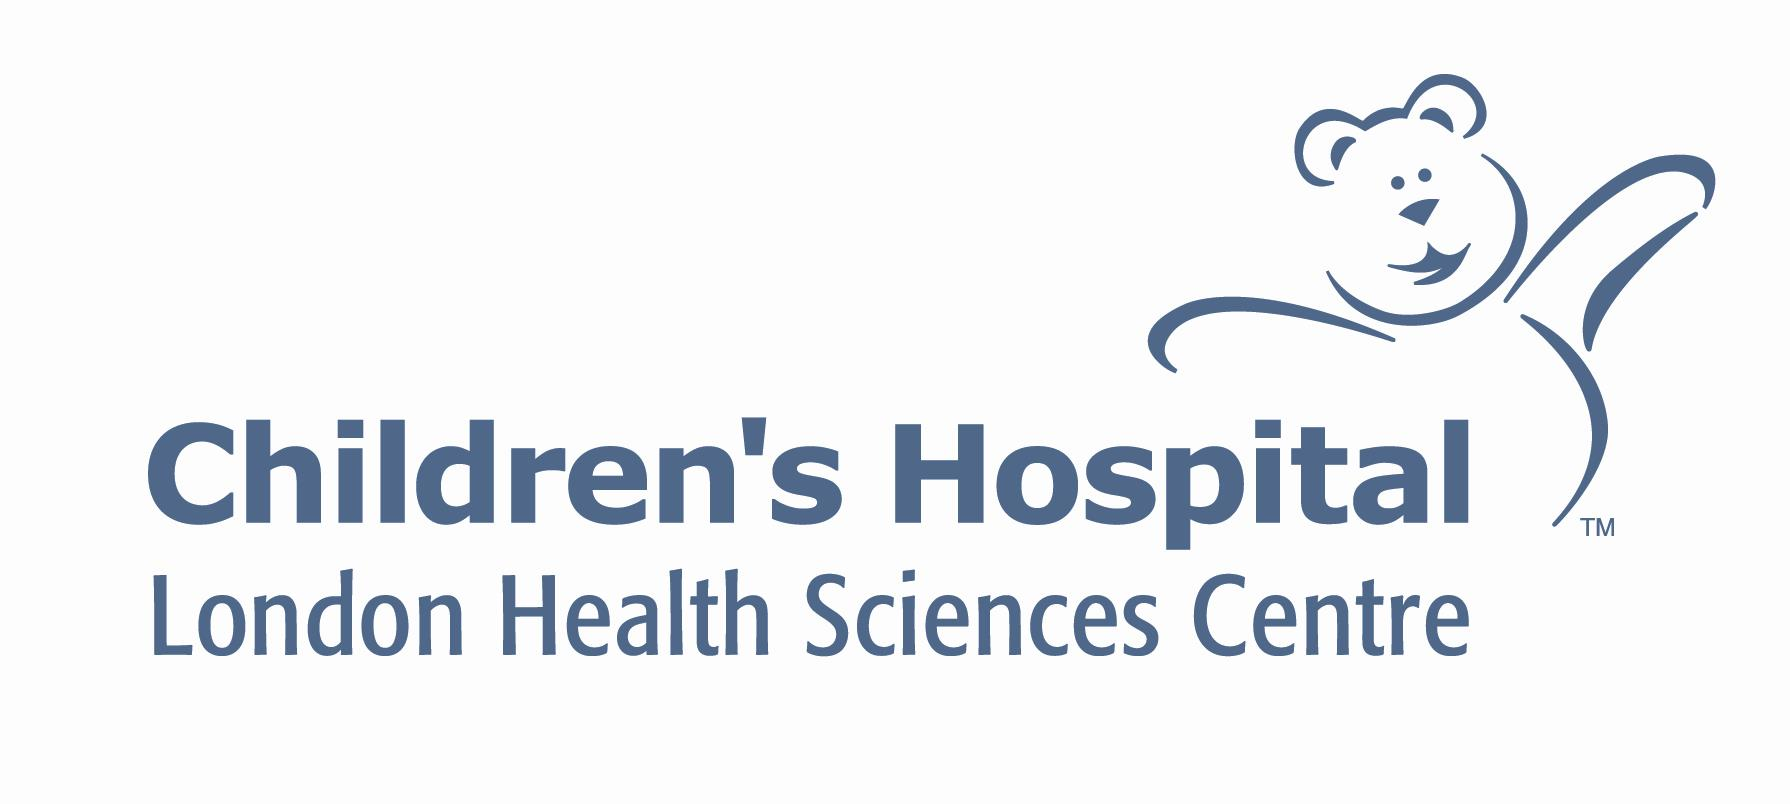 Children's Hospital
TM
London Health Sciences Centre